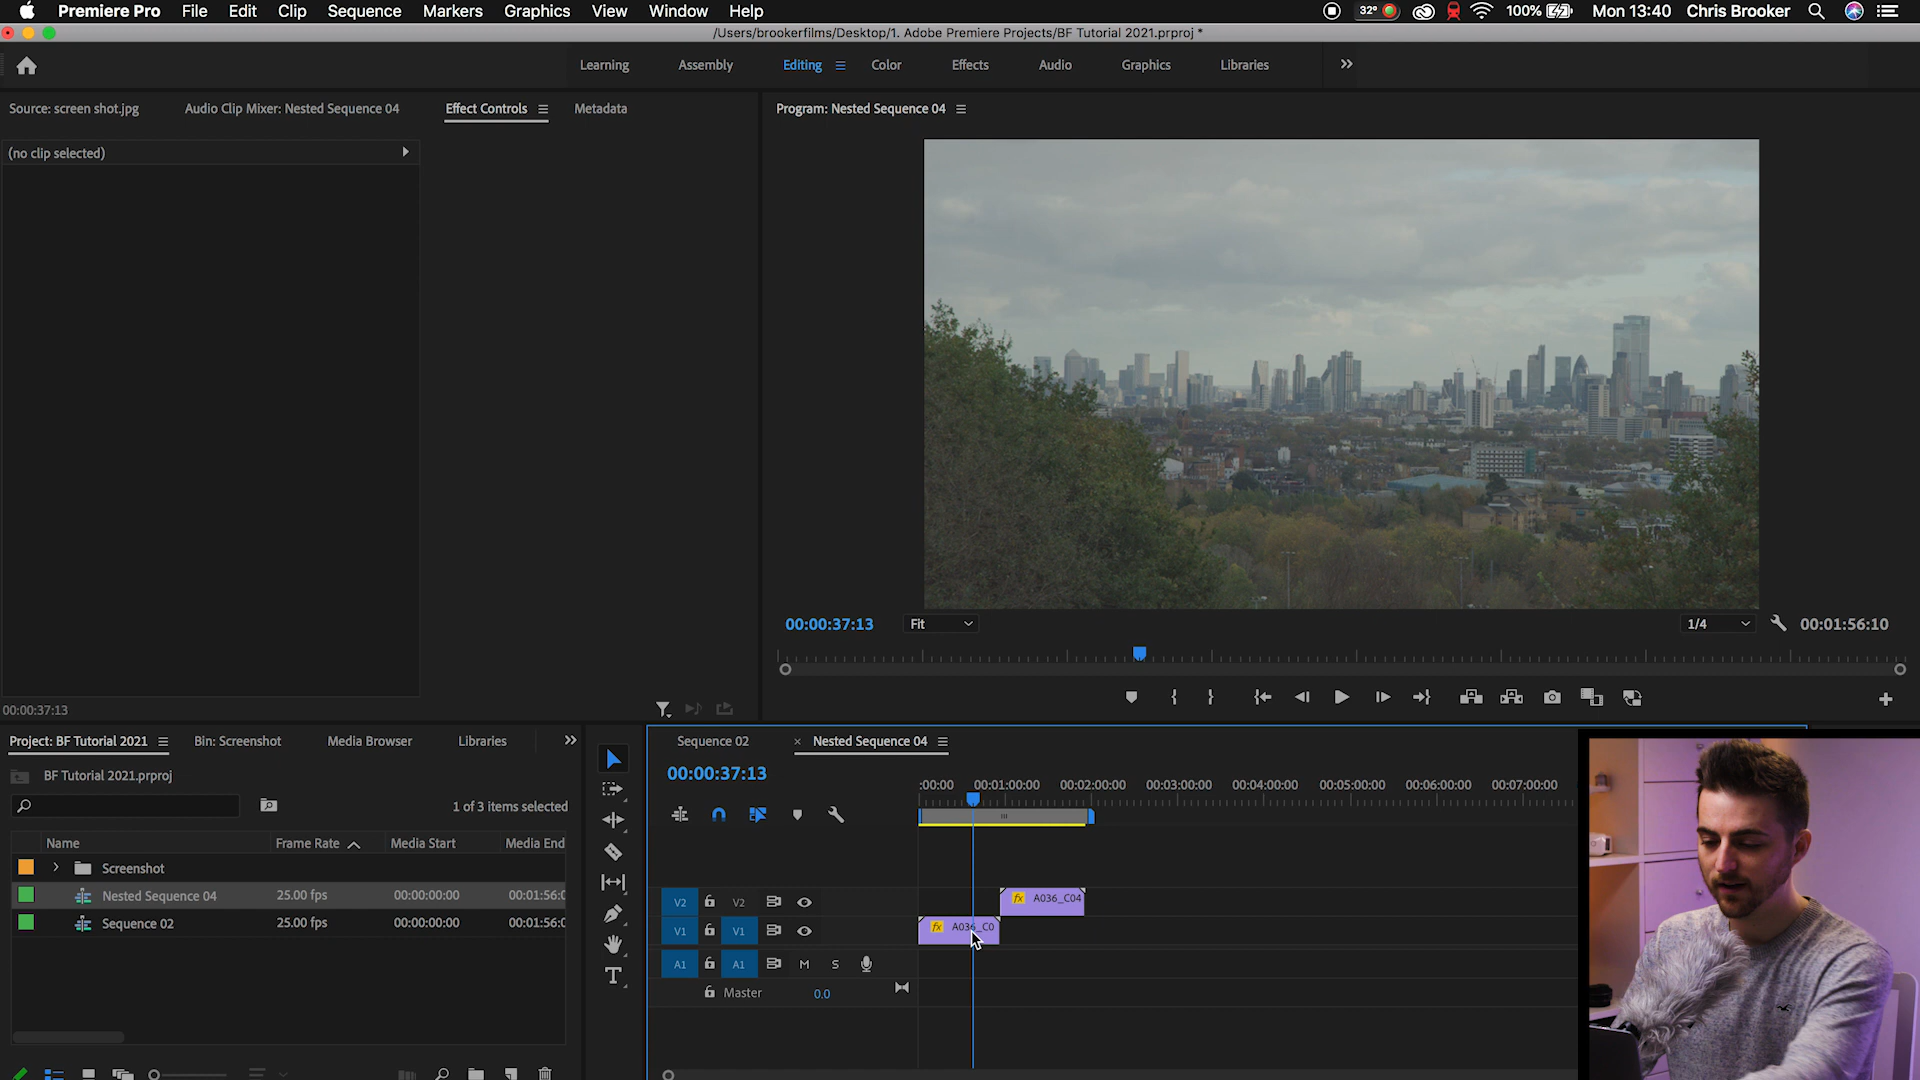 Premiere Pro File Edit Clip Sequence Markers Graphics View Window Help 32° 100% Mon 13:40 Chris Brooker
/Users/brookerfilms/Desktop/1. Adobe Premiere Projects/BF Tutorial 2021.prproj *
Learning Assembly Editing Color Effects Audio Graphics Libraries
Source: screen shot.jpg Audio Clip Mixer: Nested Sequence 04 Effect Controls Metadata
Program: Nested Sequence 04
(no clip selected)
00:00:37:13 Fit 1/4 00:01:56:10
00:00:37:13
Project: BF Tutorial 2021 Bin: Screenshot Media Browser Libraries
Sequence 02 × Nested Sequence 04
BF Tutorial 2021.prproj
00:00:37:13
:00:00 00:01:00:00 00:02:00:00 00:03:00:00 00:04:00:00 00:05:00:00 00:06:00:00 00:07:00:00
1 of 3 items selected
Name Frame Rate Media Start Media End
Screenshot
Nested Sequence 04 25.00 fps 00:00:00:00 00:01:56:0
Sequence 02 25.00 fps 00:00:00:00 00:01:56:0
V2 V2 fx A036_C04
V1 V1 fx A036_C0
A1 A1 M S
Master 0.0
T